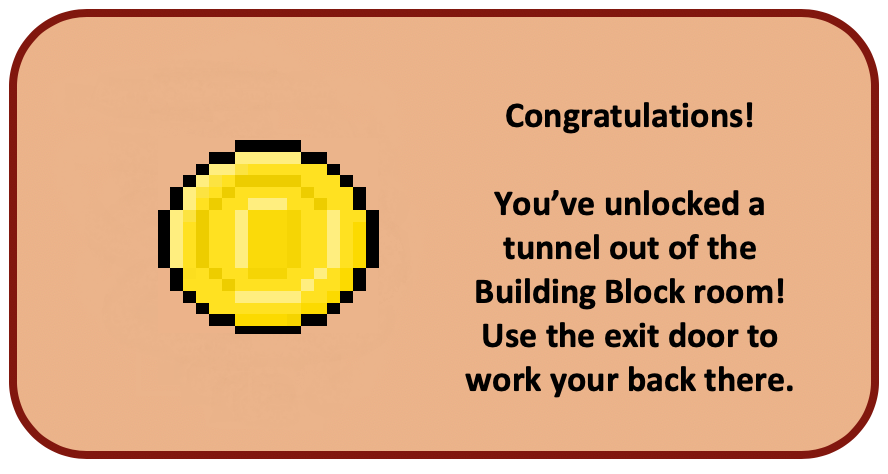 Congratulations!
You’ve unlocked a
tunnel out of the
Building Block room!
Use the exit door to
work your back there.